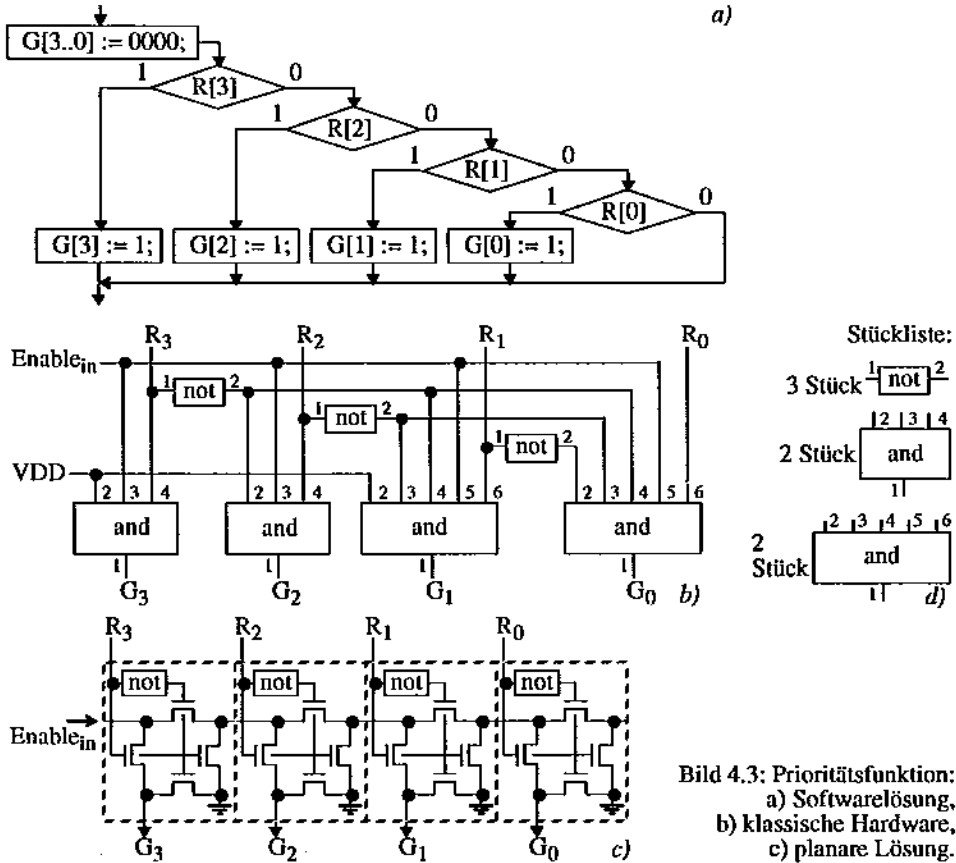 a)
G[3..0] := 0000;
1 R[3] 0
1 R[2] 0
1 R[1] 0
1 R[0] 0
G[3] := 1; G[2] := 1; G[1] := 1; G[0] := 1;
R3 R2 R1 R0
Enablein
1 not 2
1 not 2
1 not 2
VDD
2 3 4 2 3 4 2 3 4 5 6 2 3 4 5 6
and and and and
1 1 1 1
G3 G2 G1 G0 b)
Stückliste:
3 Stück 1 not 2
2 3 4
2 Stück and
1
2 3 4 5 6
2 Stück and
1
d)
R3 R2 R1 R0
not not not not
Enablein
G3 G2 G1 G0 c)
Bild 4.3: Prioritätsfunktion:
a) Softwarelösung,
b) klassische Hardware,
c) planare Lösung.